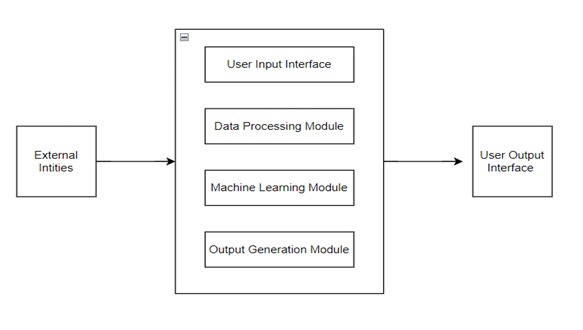 External
Intities
User Input Interface
Data Processing Module
Machine Learning Module
Output Generation Module
User Output
Interface